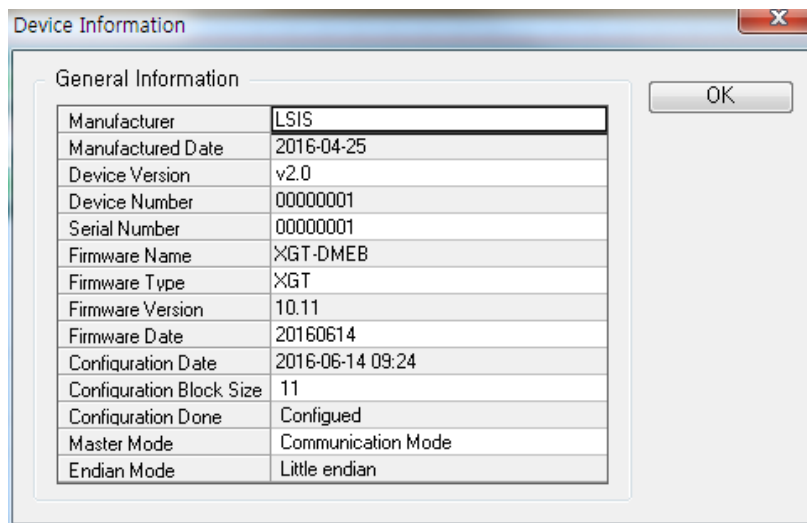 Device Information
General Information
OK
Manufacturer LSIS
Manufactured Date 2016-04-25
Device Version v2.0
Device Number 00000001
Serial Number 00000001
Firmware Name XGT-DMEB
Firmware Type XGT
Firmware Version 10.11
Firmware Date 20160614
Configuration Date 2016-06-14 09:24
Configuration Block Size 11
Configuration Done Configued
Master Mode Communication Mode
Endian Mode Little endian